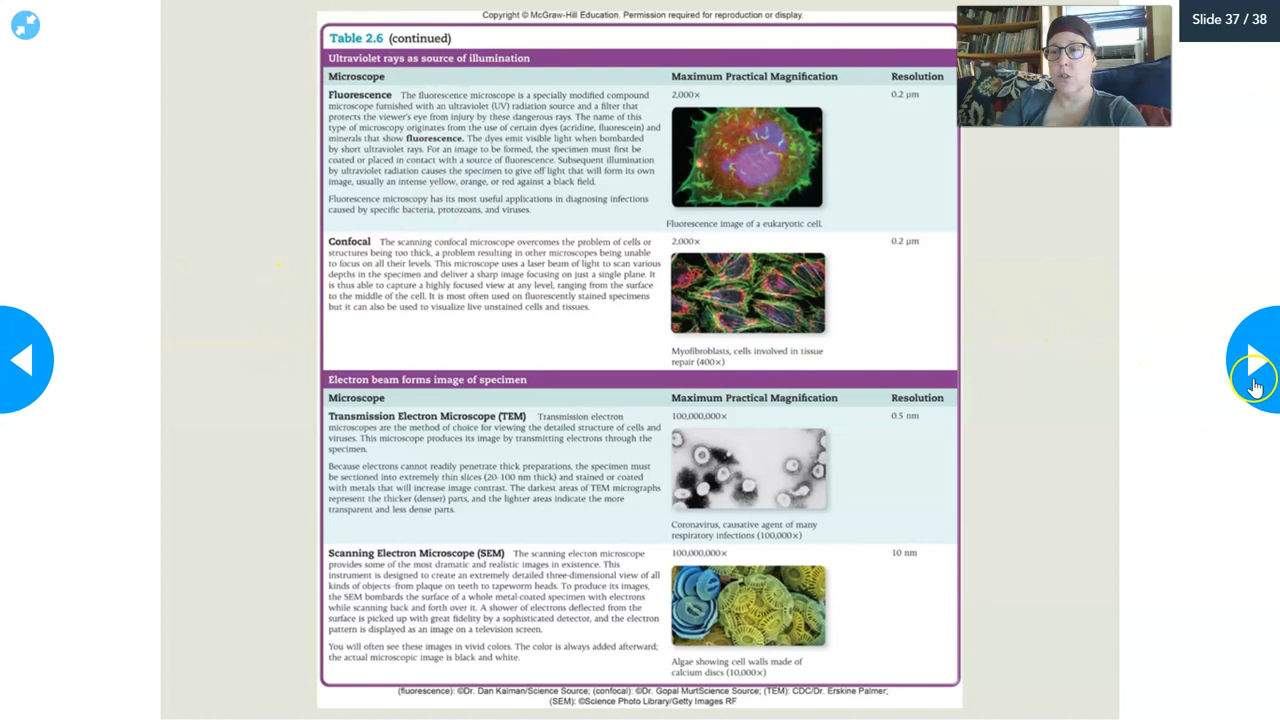 Copyright © McGraw-Hill Education. Permission required for reproduction or display.
Slide 37 / 38
Table 2.6 (continued)
Ultraviolet rays as source of illumination
Microscope
Maximum Practical Magnification
Resolution
Fluorescence The fluorescence microscope is a specially modified compound
microscope furnished with an ultraviolet (UV) radiation source and a filter that
protects the viewer's eye from injury by these dangerous rays. The name of this
type of microscopy originates from the use of certain dyes (acridine, fluorescein) and
minerals that show fluorescence. The dyes emit visible light when bombarded
by short ultraviolet rays. For an image to be formed, the specimen must first be
coated or placed in contact with a source of fluorescence. Subsequent illumination
by ultraviolet radiation causes the specimen to give off light that will form its own
image, usually an intense yellow, orange, or red against a black field.
Fluorescence microscopy has its most useful applications in diagnosing infections
caused by specific bacteria, protozoans, and viruses.
2,000×
0.2 μm
Fluorescence image of a eukaryotic cell.
Confocal The scanning confocal microscope overcomes the problem of cells or
structures being too thick, a problem resulting in other microscopes being unable
to focus on all their levels. This microscope uses a laser beam of light to scan various
depths in the specimen and deliver a sharp image focusing on just a single plane. It
is thus able to capture a highly focused view at any level, ranging from the surface
to the middle of the cell. It is most often used on fluorescently stained specimens
but it can also be used to visualize live unstained cells and tissues.
2,000×
0.2 μm
Myofibroblasts, cells involved in tissue
repair (400×)
Electron beam forms image of specimen
Microscope
Maximum Practical Magnification
Resolution
Transmission Electron Microscope (TEM) Transmission electron
microscopes are the method of choice for viewing the detailed structure of cells and
viruses. This microscope produces its image by transmitting electrons through the
specimen.
Because electrons cannot readily penetrate thick preparations, the specimen must
be sectioned into extremely thin slices (20–100 nm thick) and stained or coated
with metals that will increase image contrast. The darkest areas of TEM micrographs
represent the thicker (denser) parts, and the lighter areas indicate the more
transparent and less dense parts.
100,000,000×
0.5 nm
Coronavirus, causative agent of many
respiratory infections (100,000×)
Scanning Electron Microscope (SEM) The scanning electon microscope
provides some of the most dramatic and realistic images in existence. This
instrument is designed to create an extremely detailed three-dimensional view of all
kinds of objects–from plaque on teeth to tapeworm heads. To produce its images,
the SEM bombards the surface of a whole metal-coated specimen with electrons
while scanning back and forth over it. A shower of electrons deflected from the
surface is picked up with great fidelity by a sophisticated detector, and the electron
pattern is displayed as an image on a television screen.
You will often see these images in vivid colors. The color is always added afterward;
the actual microscopic image is black and white.
100,000,000×
10 nm
Algae showing cell walls made of
calcium discs (10,000×)
(fluorescence): ©Dr. Dan Kalman/Science Source; (confocal): ©Dr. Gopal MurtScience Source; (TEM): CDC/Dr. Erskine Palmer;
(SEM): ©Science Photo Library/Getty Images RF